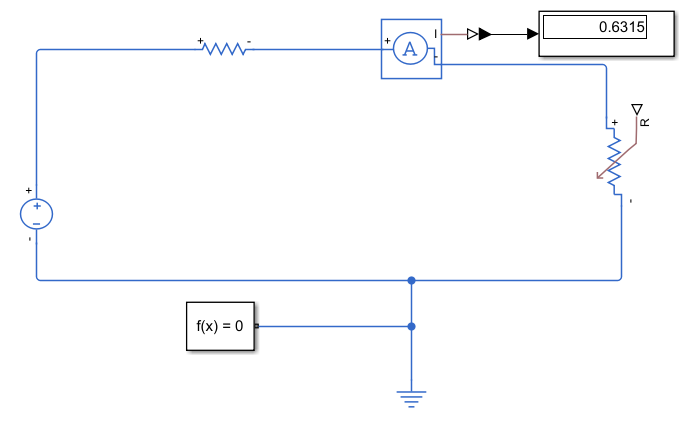 I
0.6315
+ -
+ A -
+
R
+
-
+
-
-
f(x) = 0